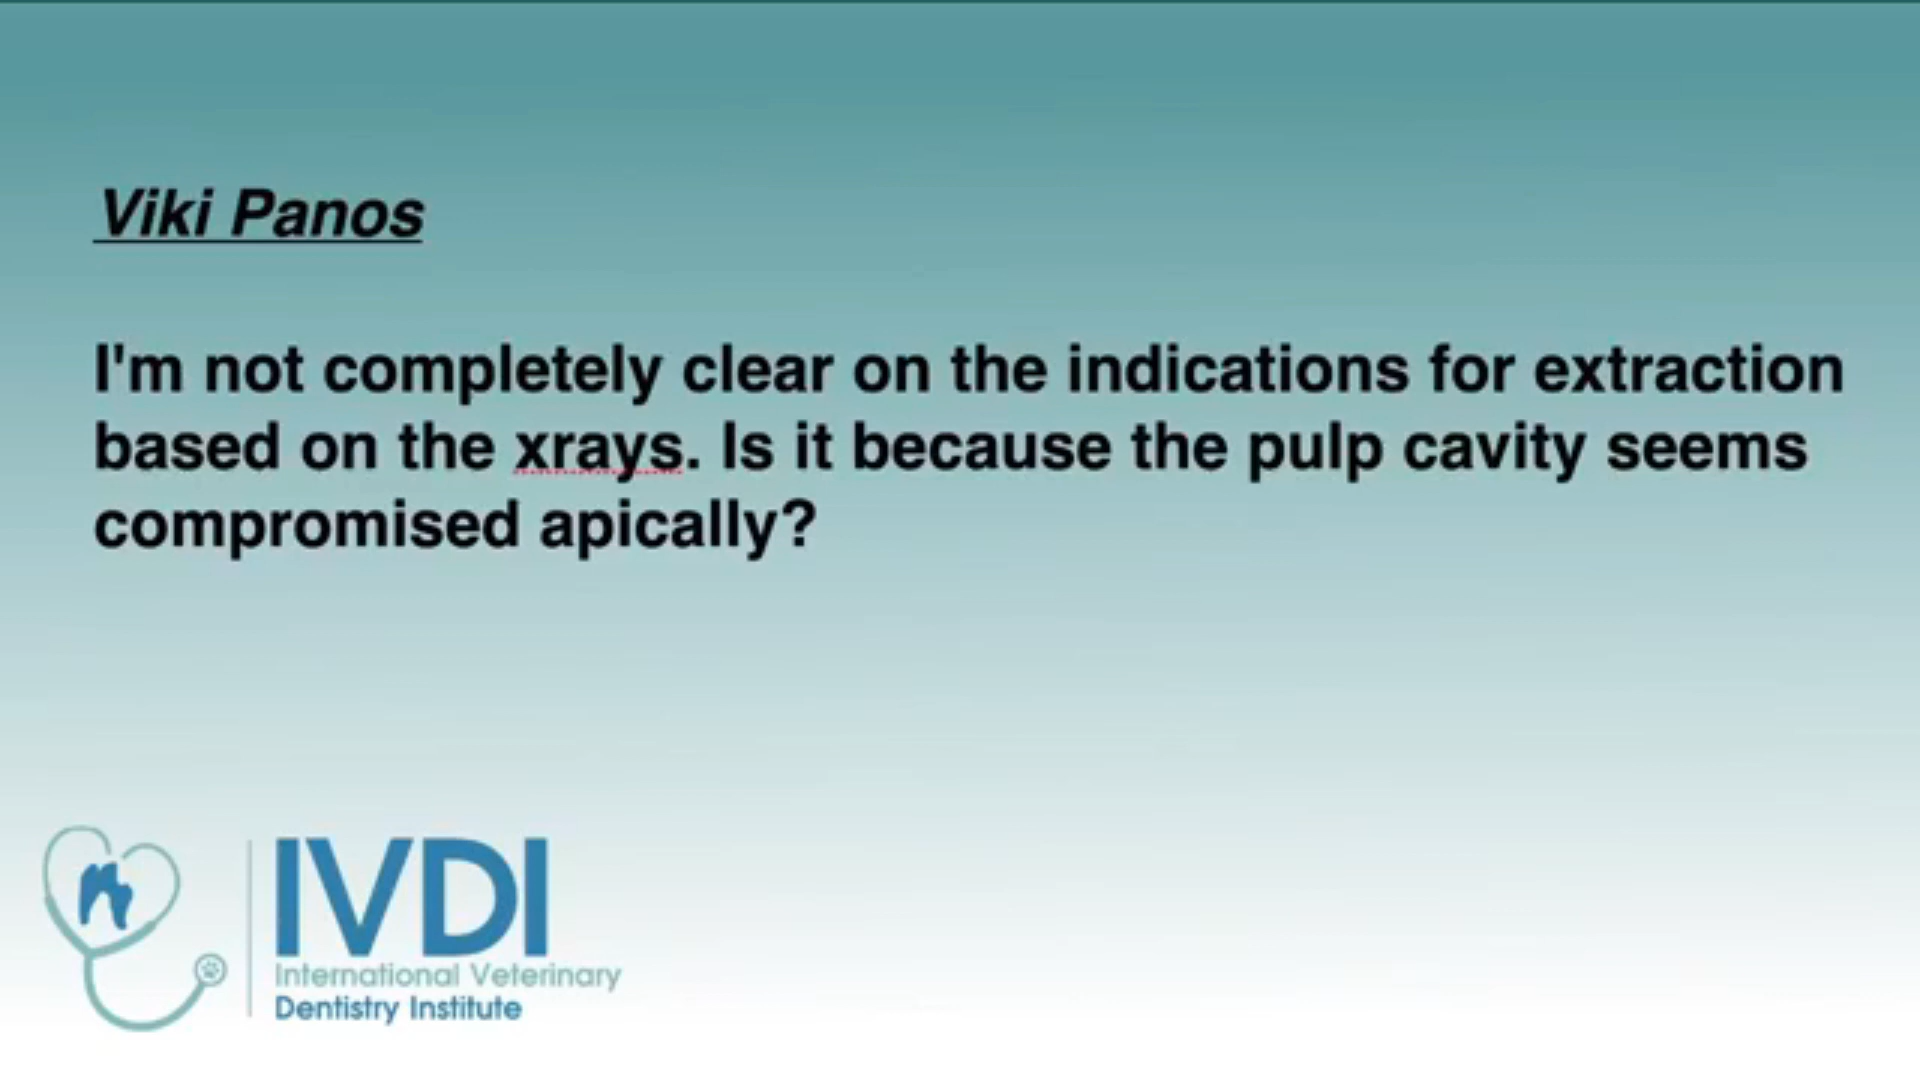 Viki Panos
I'm not completely clear on the indications for extraction
based on the xrays. Is it because the pulp cavity seems
compromised apically?
IVDI
International Veterinary
Dentistry Institute